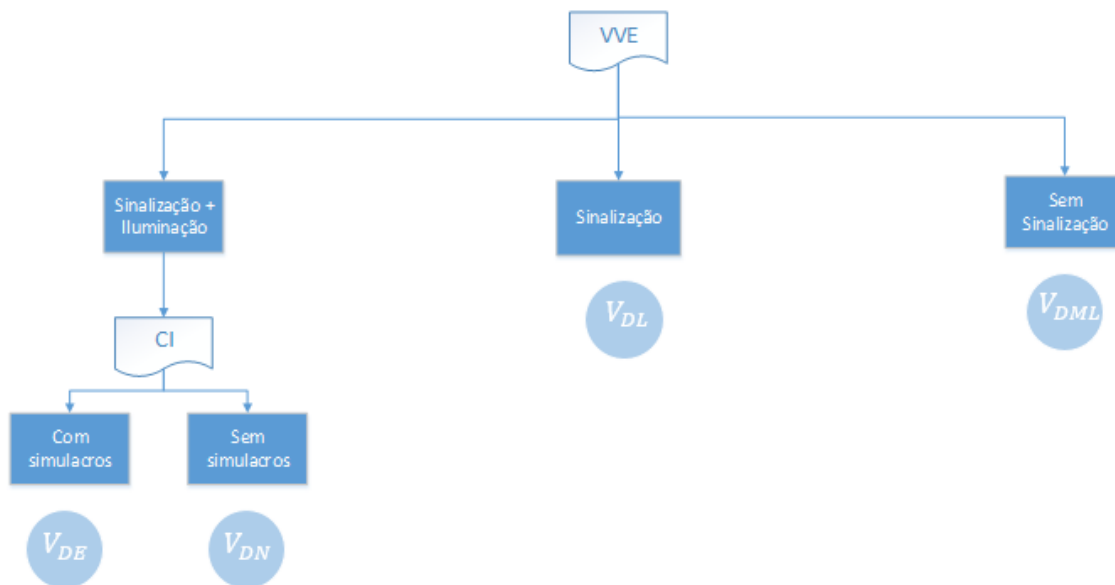 VVE
Sinalização +
Iluminação
Sinalização
Sem
Sinalização
V_DL
V_DML
CI
Com
simulacros
Sem
simulacros
V_DE
V_DN